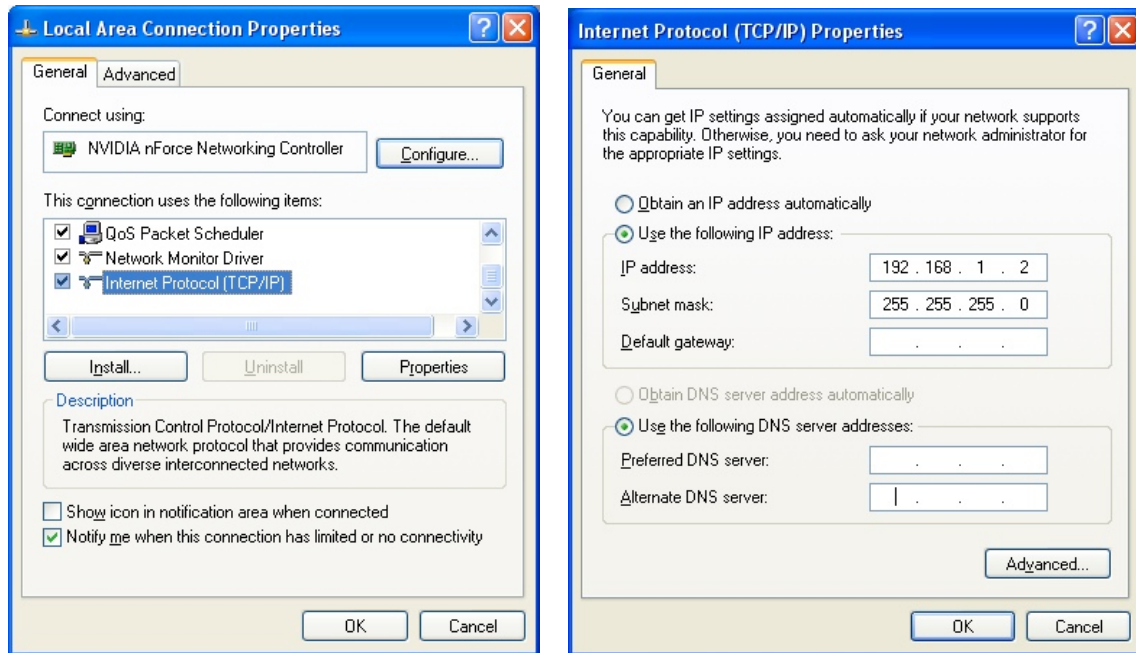 Local Area Connection Properties
General
Advanced
Connect using:
NVIDIA nForce Networking Controller
Configure...
This connection uses the following items:
QoS Packet Scheduler
Network Monitor Driver
Internet Protocol (TCP/IP)
Install...
Uninstall
Properties
Description
Transmission Control Protocol/Internet Protocol. The default
wide area network protocol that provides communication
across diverse interconnected networks.
Show icon in notification area when connected
Notify me when this connection has limited or no connectivity
OK
Cancel
Internet Protocol (TCP/IP) Properties
General
You can get IP settings assigned automatically if your network supports
this capability. Otherwise, you need to ask your network administrator for
the appropriate IP settings.
Obtain an IP address automatically
Use the following IP address:
IP address: 192 . 168 . 1 . 2
Subnet mask: 255 . 255 . 255 . 0
Default gateway: . . .
Obtain DNS server address automatically
Use the following DNS server addresses:
Preferred DNS server: . . .
Alternate DNS server: . . .
Advanced...
OK
Cancel